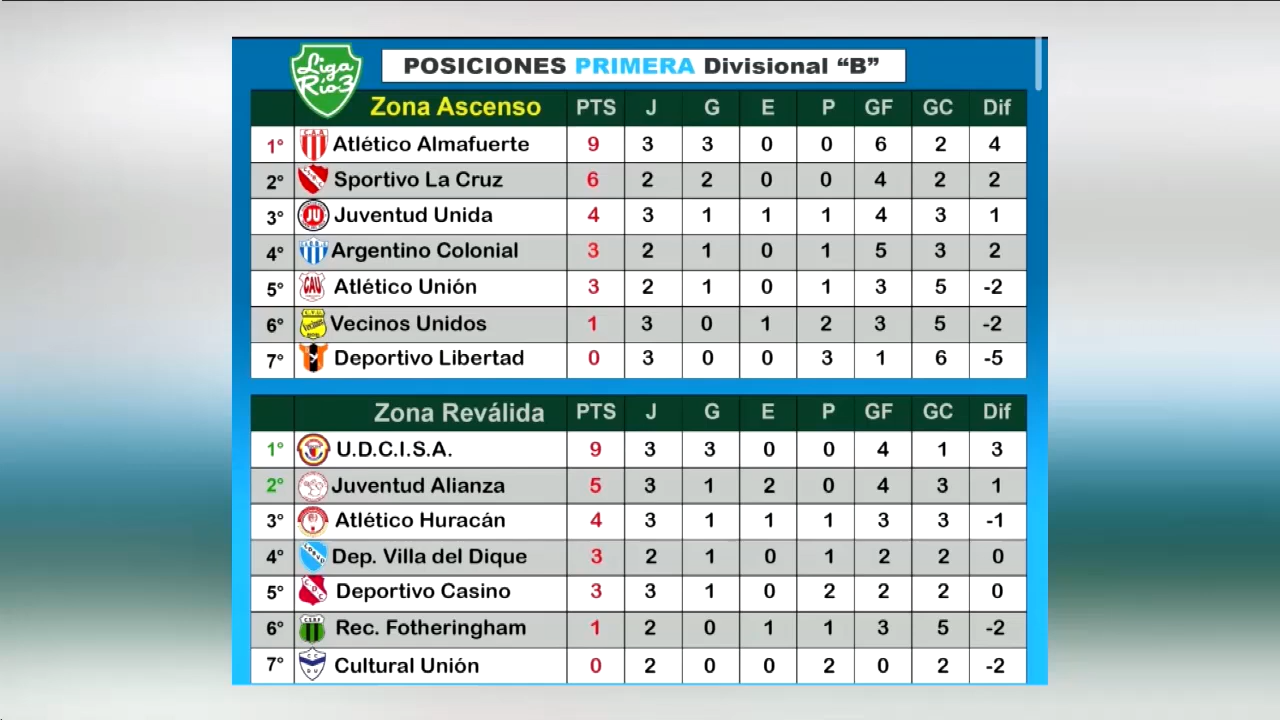 Liga
Río3
POSICIONES PRIMERA Divisional “B”
Zona Ascenso PTS J G E P GF GC Dif
1° Atlético Almafuerte 9 3 3 0 0 6 2 4
2° Sportivo La Cruz 6 2 2 0 0 4 2 2
3° JU Juventud Unida 4 3 1 1 1 4 3 1
4° Argentino Colonial 3 2 1 0 1 5 3 2
5° CAU Atlético Unión 3 2 1 0 1 3 5 -2
6° Vecinos Vecinos Unidos 1 3 0 1 2 3 5 -2
7° Deportivo Libertad 0 3 0 0 3 1 6 -5
Zona Reválida PTS J G E P GF GC Dif
1° U.D.C.I.S.A. 9 3 3 0 0 4 1 3
2° Juventud Alianza 5 3 1 2 0 4 3 1
3° Atlético Huracán 4 3 1 1 1 3 3 -1
4° Dep. Villa del Dique 3 2 1 0 1 2 2 0
5° CDC Deportivo Casino 3 3 1 0 2 2 2 0
6° Rec. Fotheringham 1 2 0 1 1 3 5 -2
7° Cultural Unión 0 2 0 0 2 0 2 -2